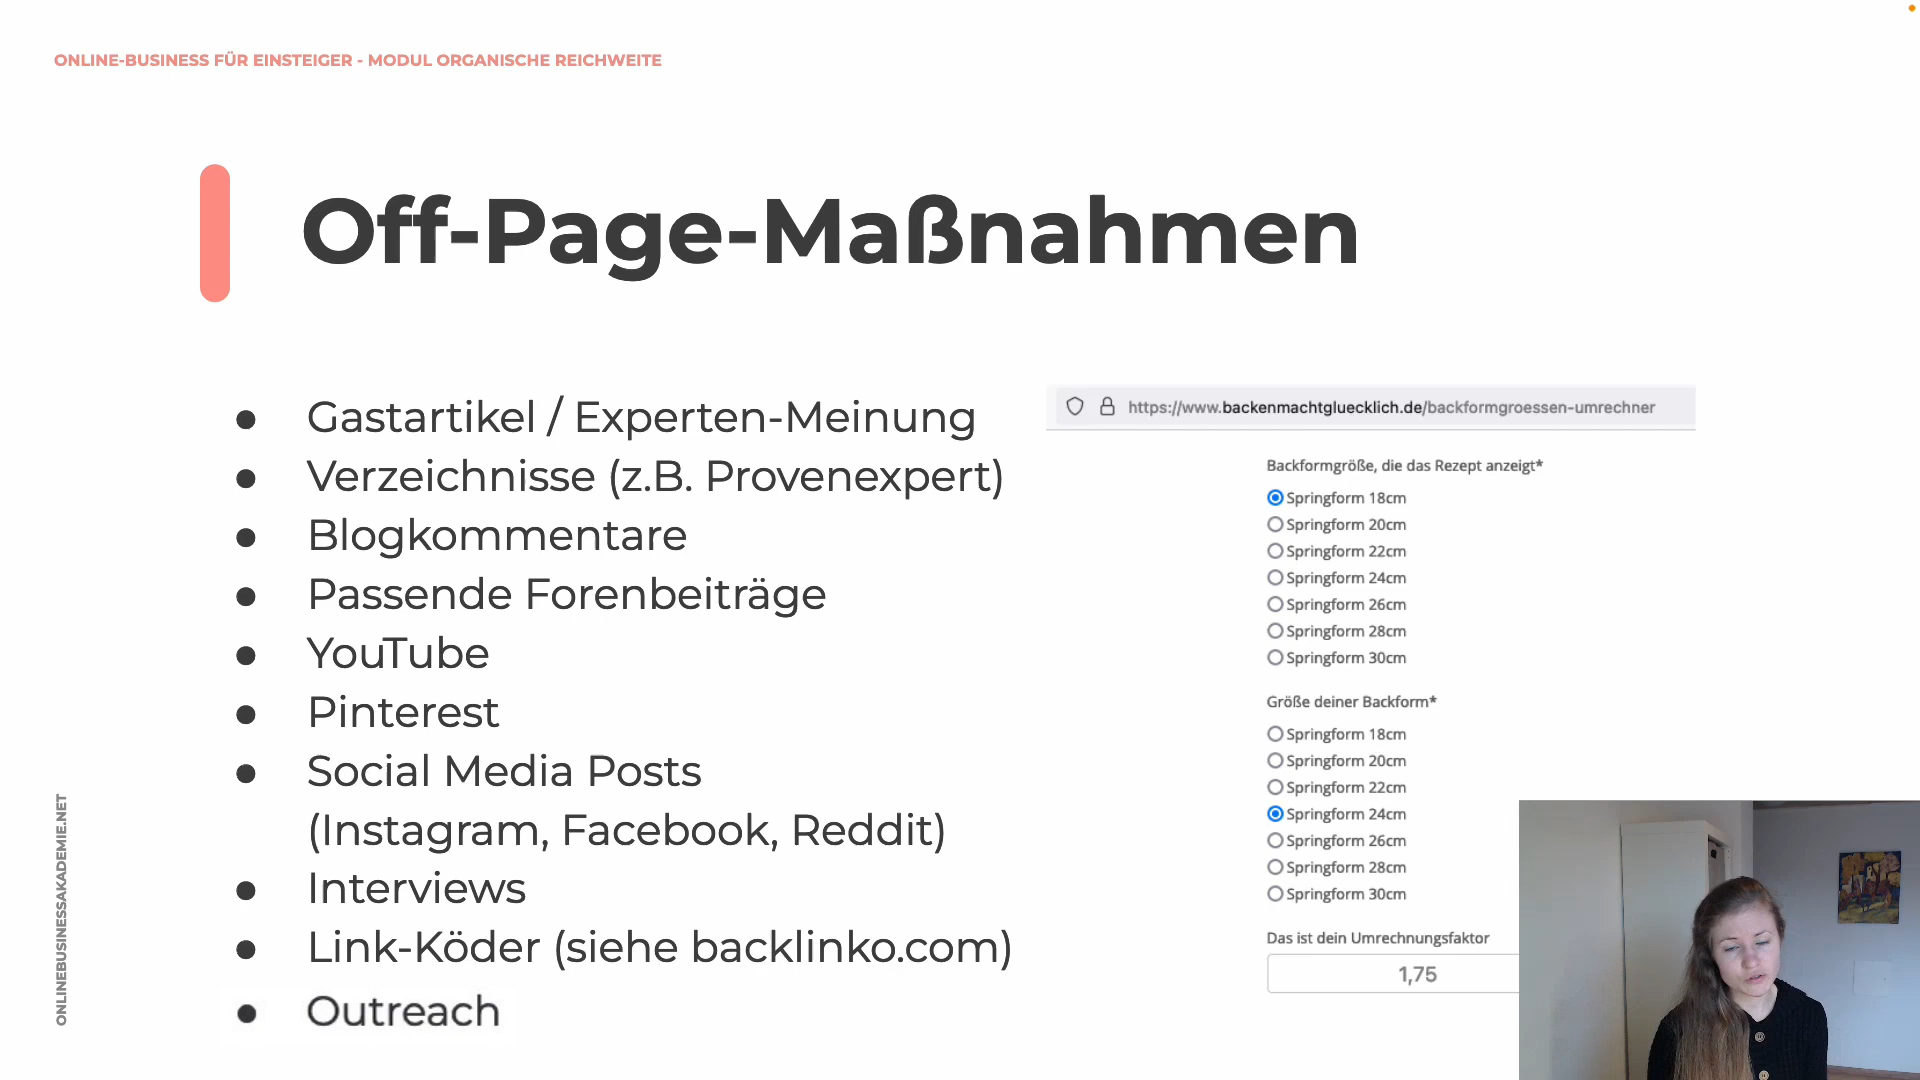 ONLINE-BUSINESS FÜR EINSTEIGER - MODUL ORGANISCHE REICHWEITE
Off-Page-Maßnahmen
● Gastartikel / Experten-Meinung
● Verzeichnisse (z.B. Provenexpert)
● Blogkommentare
● Passende Forenbeiträge
● YouTube
● Pinterest
● Social Media Posts
(Instagram, Facebook, Reddit)
● Interviews
● Link-Köder (siehe backlinko.com)
● Outreach
https://www.backenmachtgluecklich.de/backformgroessen-umrechner
Backformgröße, die das Rezept anzeigt*
Springform 18cm
Springform 20cm
Springform 22cm
Springform 24cm
Springform 26cm
Springform 28cm
Springform 30cm
Größe deiner Backform*
Springform 18cm
Springform 20cm
Springform 22cm
Springform 24cm
Springform 26cm
Springform 28cm
Springform 30cm
Das ist dein Umrechnungsfaktor
1,75
ONLINEBUSINESSAKADEMIE.NET